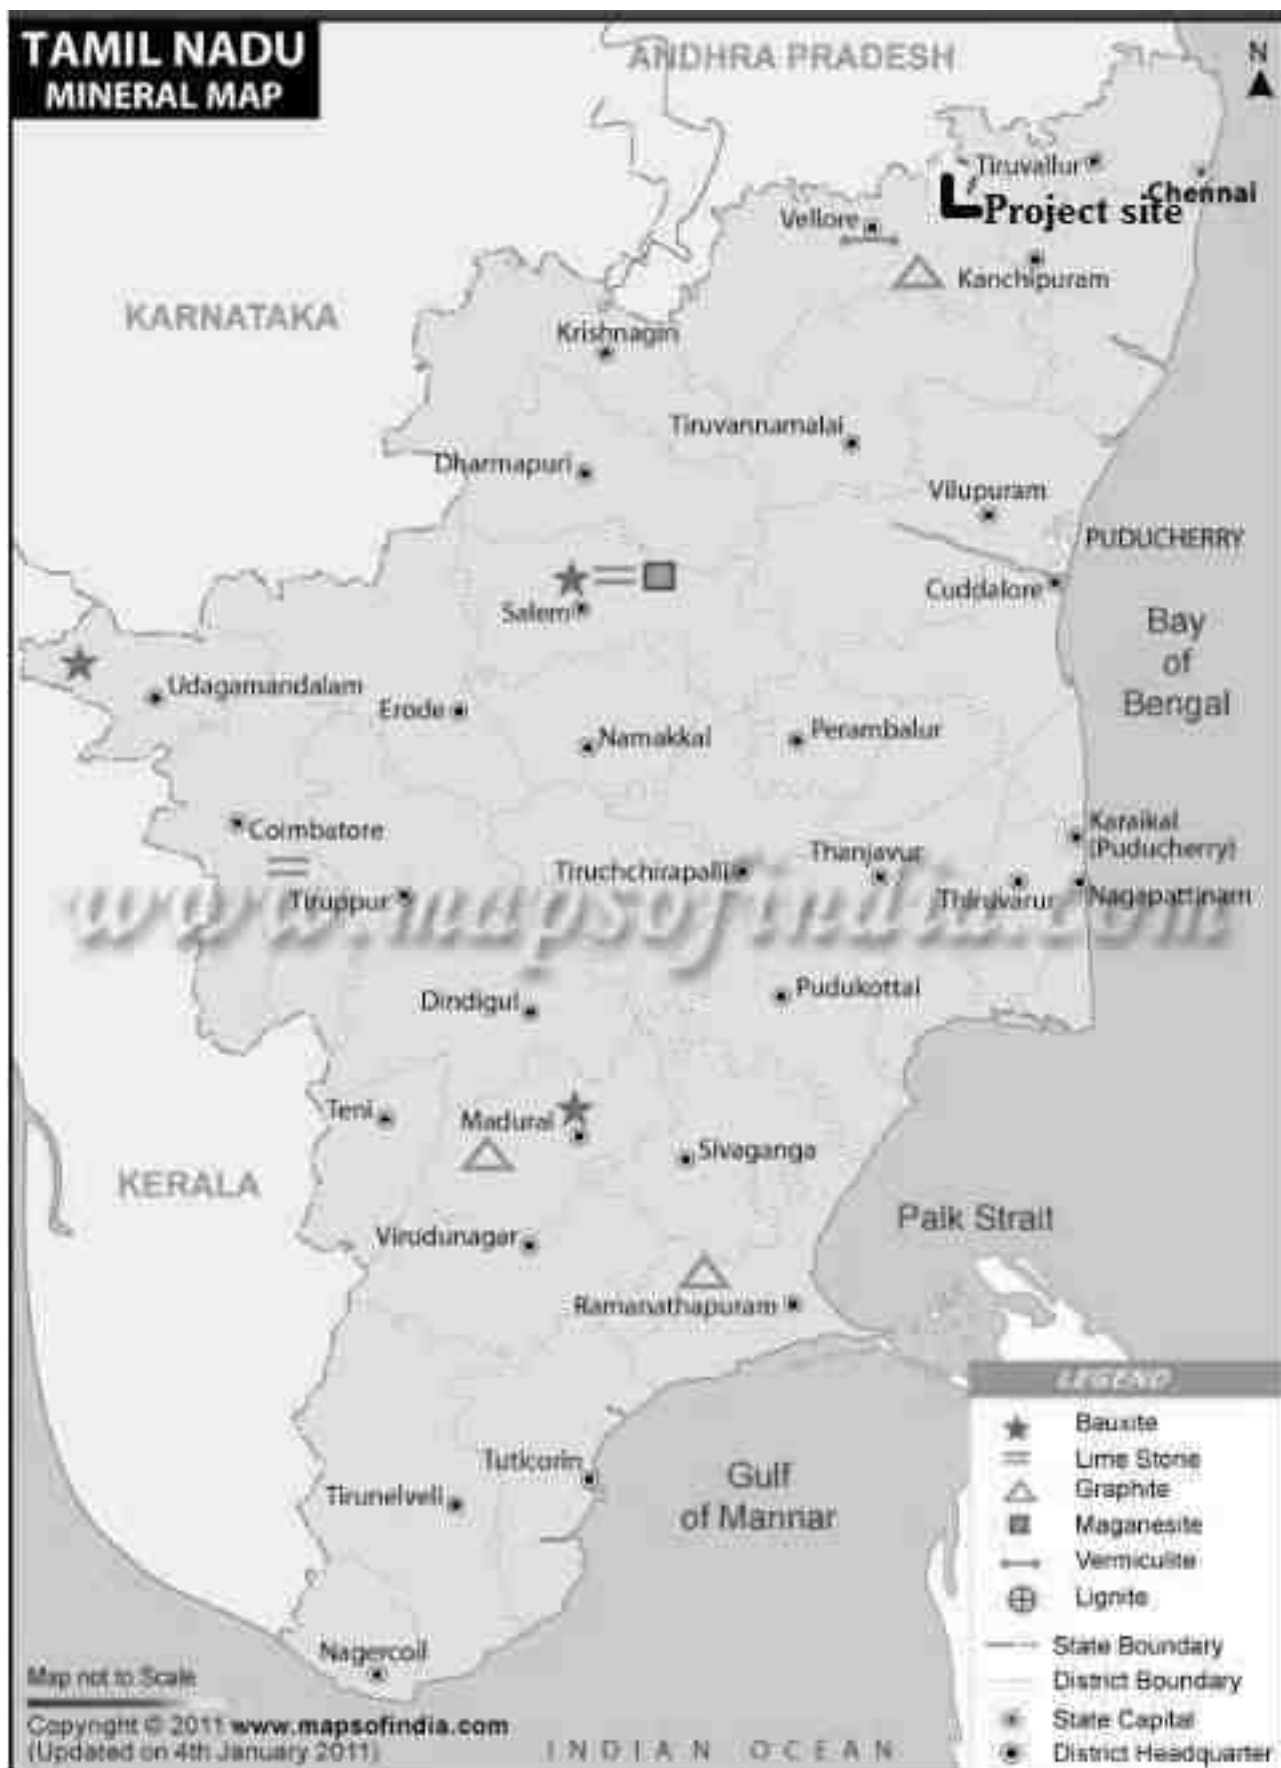 TAMIL NADU
MINERAL MAP
ANDHRA PRADESH
N
Tiruvallur
Chennai
Project site
Vellore
Kanchipuram
KARNATAKA
Krishnagiri
Tiruvannamalai
Dharmapuri
Vilupuram
PUDUCHERRY
Cuddalore
Salem
Bay
of
Bengal
Udagamandalam
Erode
Namakkal
Perambalur
Coimbatore
Karaikal
(Puducherry)
Thanjavur
Tiruchchirapalli
Tiruppur
Thiruvarur
Nagapattinam
www.mapsofindia.com
Dindigul
Pudukottai
Teni
Madurai
Sivaganga
KERALA
Palk Strait
Virudunagar
Ramanathapuram
LEGEND
Bauxite
Lime Stone
Graphite
Maganesite
Vermiculite
Lignite
State Boundary
District Boundary
State Capital
District Headquarter
Tuticorin
Gulf
of Mannar
Tirunelveli
Nagercoil
Map not to Scale
Copyright © 2011 www.mapsofindia.com
(Updated on 4th January 2011)
INDIAN OCEAN